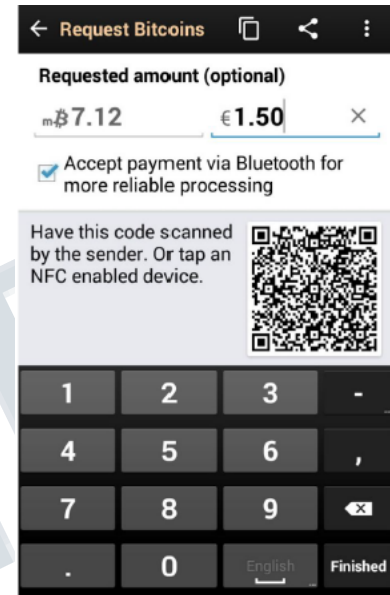 ← Request Bitcoins
Requested amount (optional)
m₿7.12 €1.50 ×
Accept payment via Bluetooth for
more reliable processing
Have this code scanned
by the sender. Or tap an
NFC enabled device.
1 2 3 -
4 5 6 ,
7 8 9
. 0 English Finished